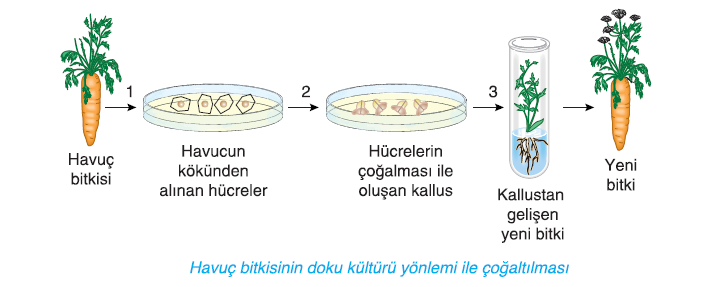 1
2
3
Havuç
bitkisi
Havucun
kökünden
alınan hücreler
Hücrelerin
çoğalması ile
oluşan kallus
Kallustan
gelişen
yeni bitki
Yeni
bitki
Havuç bitkisinin doku kültürü yönlemi ile çoğaltılması